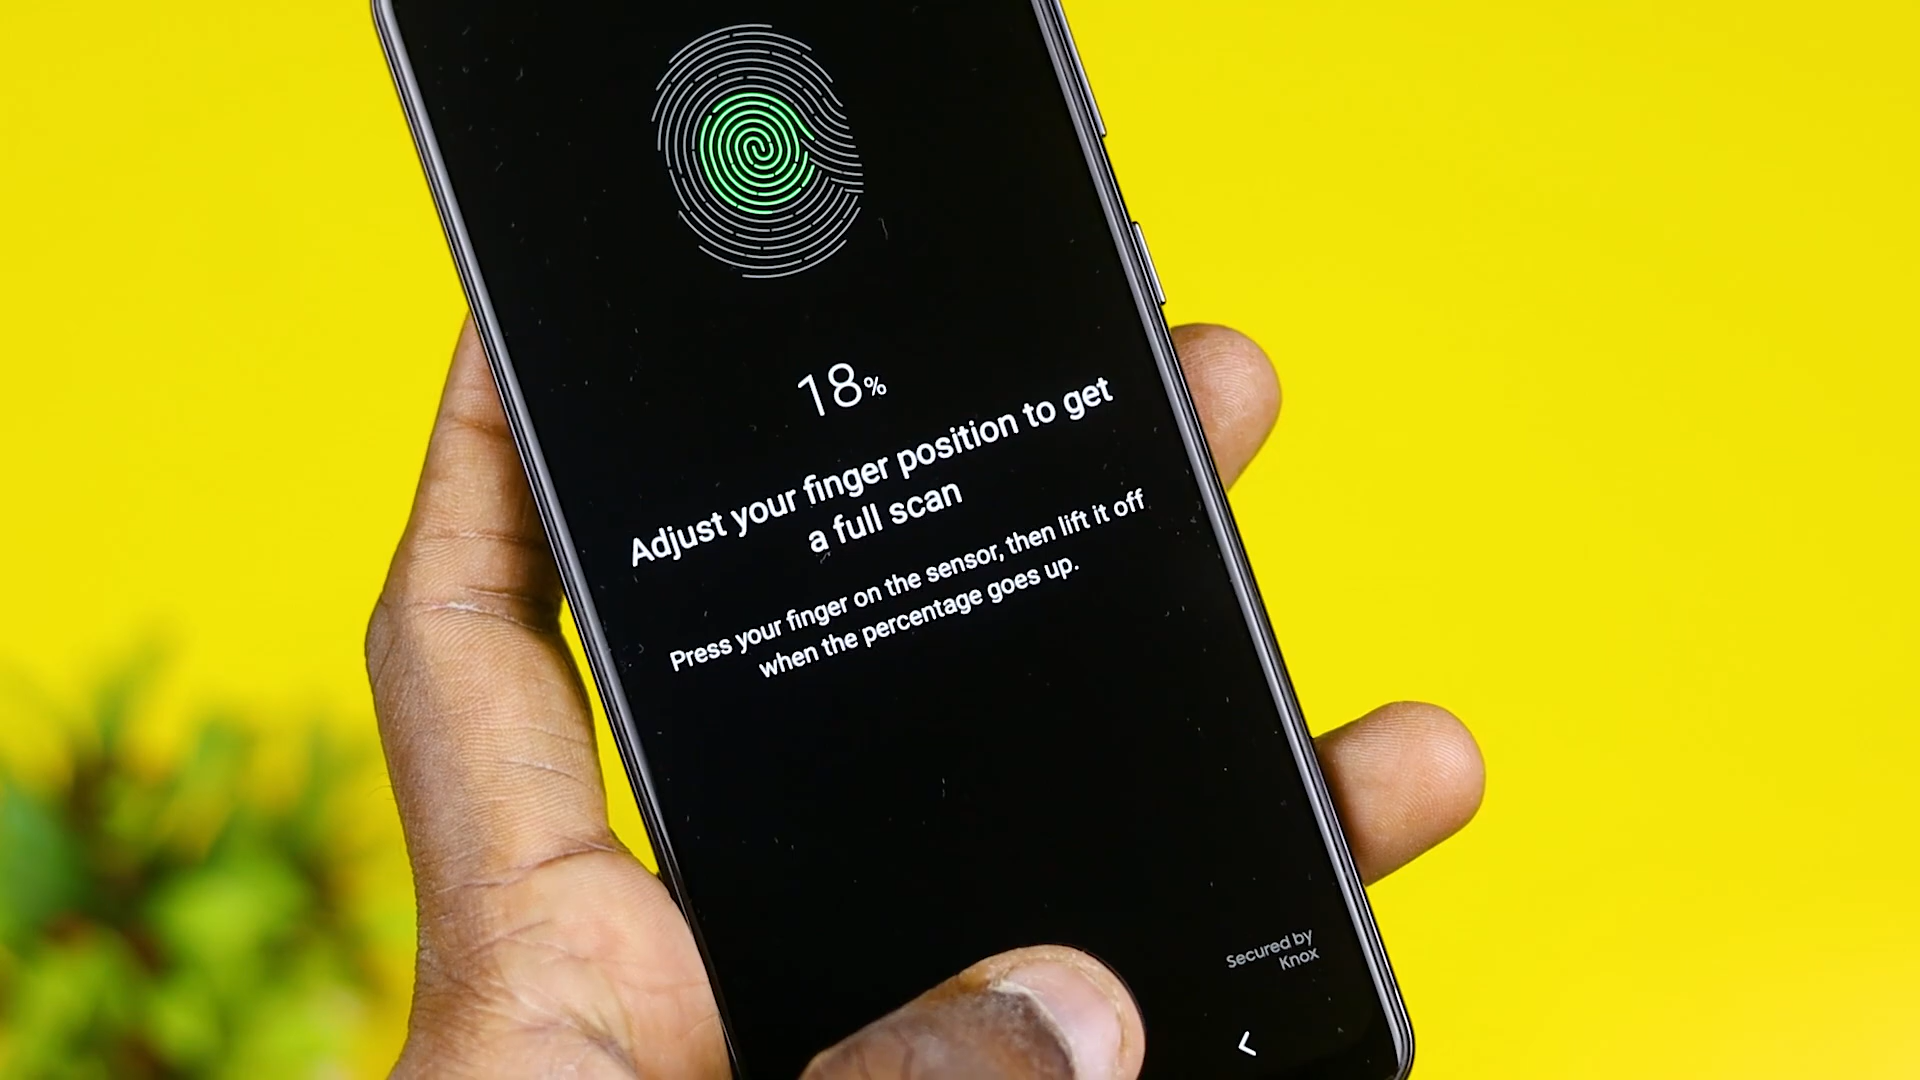 18%
Adjust your finger position to get
a full scan
Press your finger on the sensor, then lift it off
when the percentage goes up.
Secured by
Knox